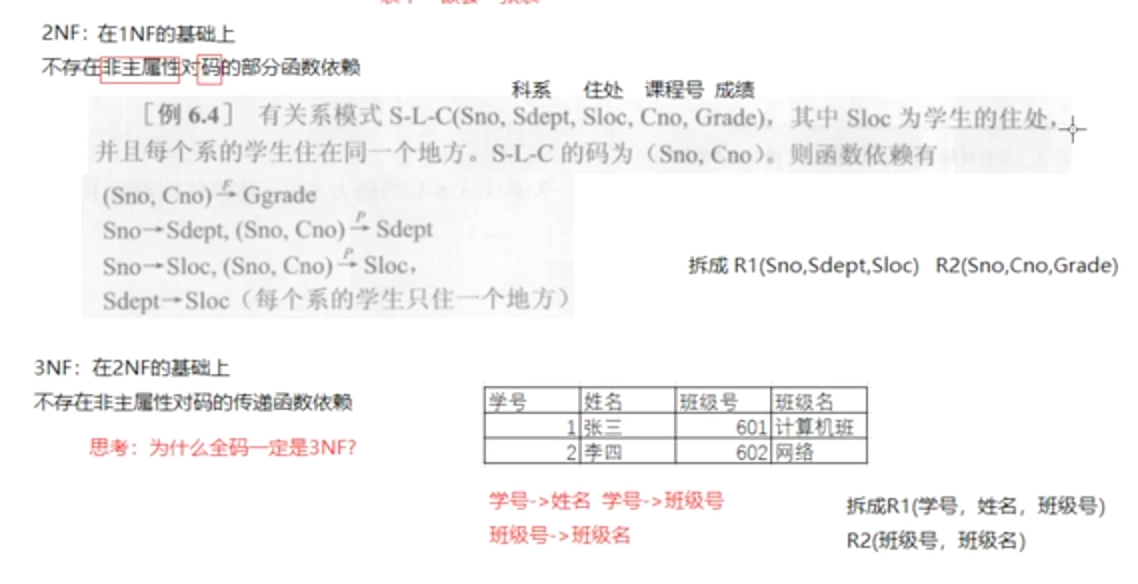 2NF：在1NF的基础上
不存在非主属性对码的部分函数依赖
科系 住处 课程号 成绩
［例 6.4］ 有关系模式 S-L-C(Sno, Sdept, Sloc, Cno, Grade)，其中 Sloc 为学生的住处，
并且每个系的学生住在同一个地方。S-L-C 的码为（Sno, Cno）。则函数依赖有
(Sno, Cno) F→ Ggrade
Sno→Sdept, (Sno, Cno) P→ Sdept
Sno→Sloc, (Sno, Cno) P→ Sloc，
Sdept→Sloc（每个系的学生只住一个地方）
拆成 R1(Sno,Sdept,Sloc) R2(Sno,Cno,Grade)
3NF：在2NF的基础上
不存在非主属性对码的传递函数依赖
思考：为什么全码一定是3NF?
学号 姓名 班级号 班级名
1 张三 601 计算机班
2 李四 602 网络
学号->姓名 学号->班级号
班级号->班级名
拆成R1(学号，姓名，班级号)
R2(班级号，班级名)